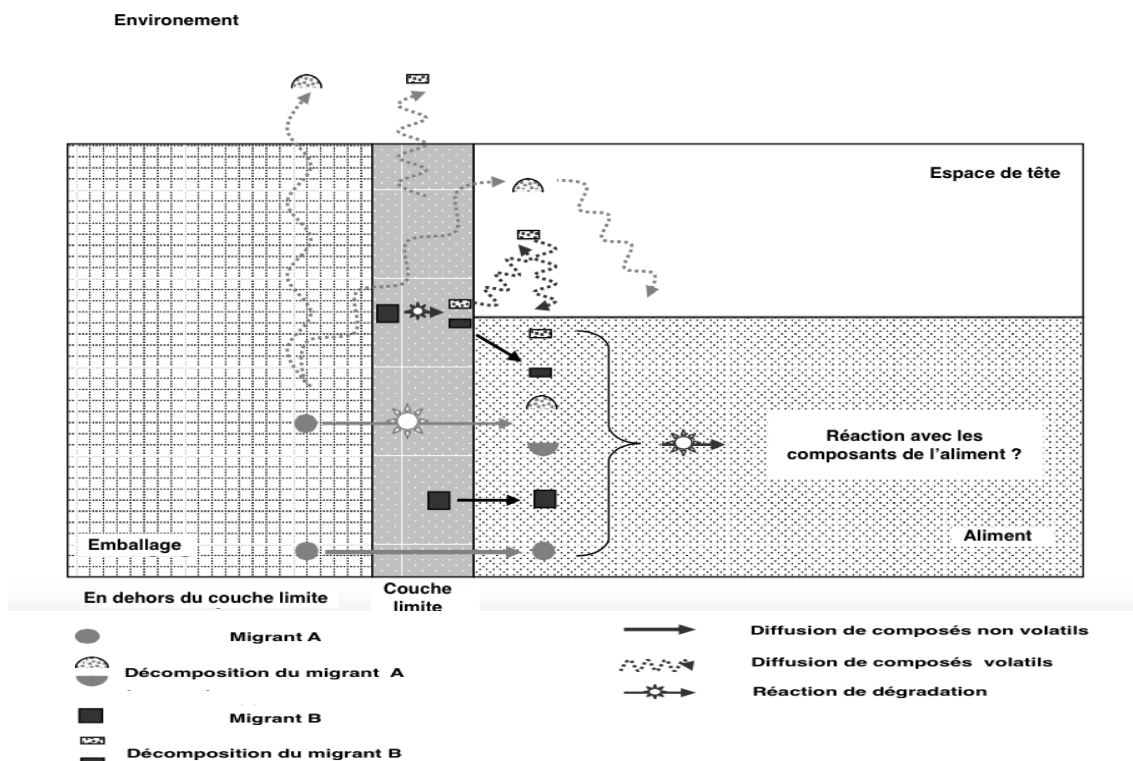 Environement
Espace de tête
Réaction avec les
composants de l'aliment ?
Emballage
Aliment
En dehors du couche limite
Couche
limite
Migrant A
Décomposition du migrant A
Migrant B
Décomposition du migrant B
Diffusion de composés non volatils
Diffusion de composés volatils
Réaction de dégradation